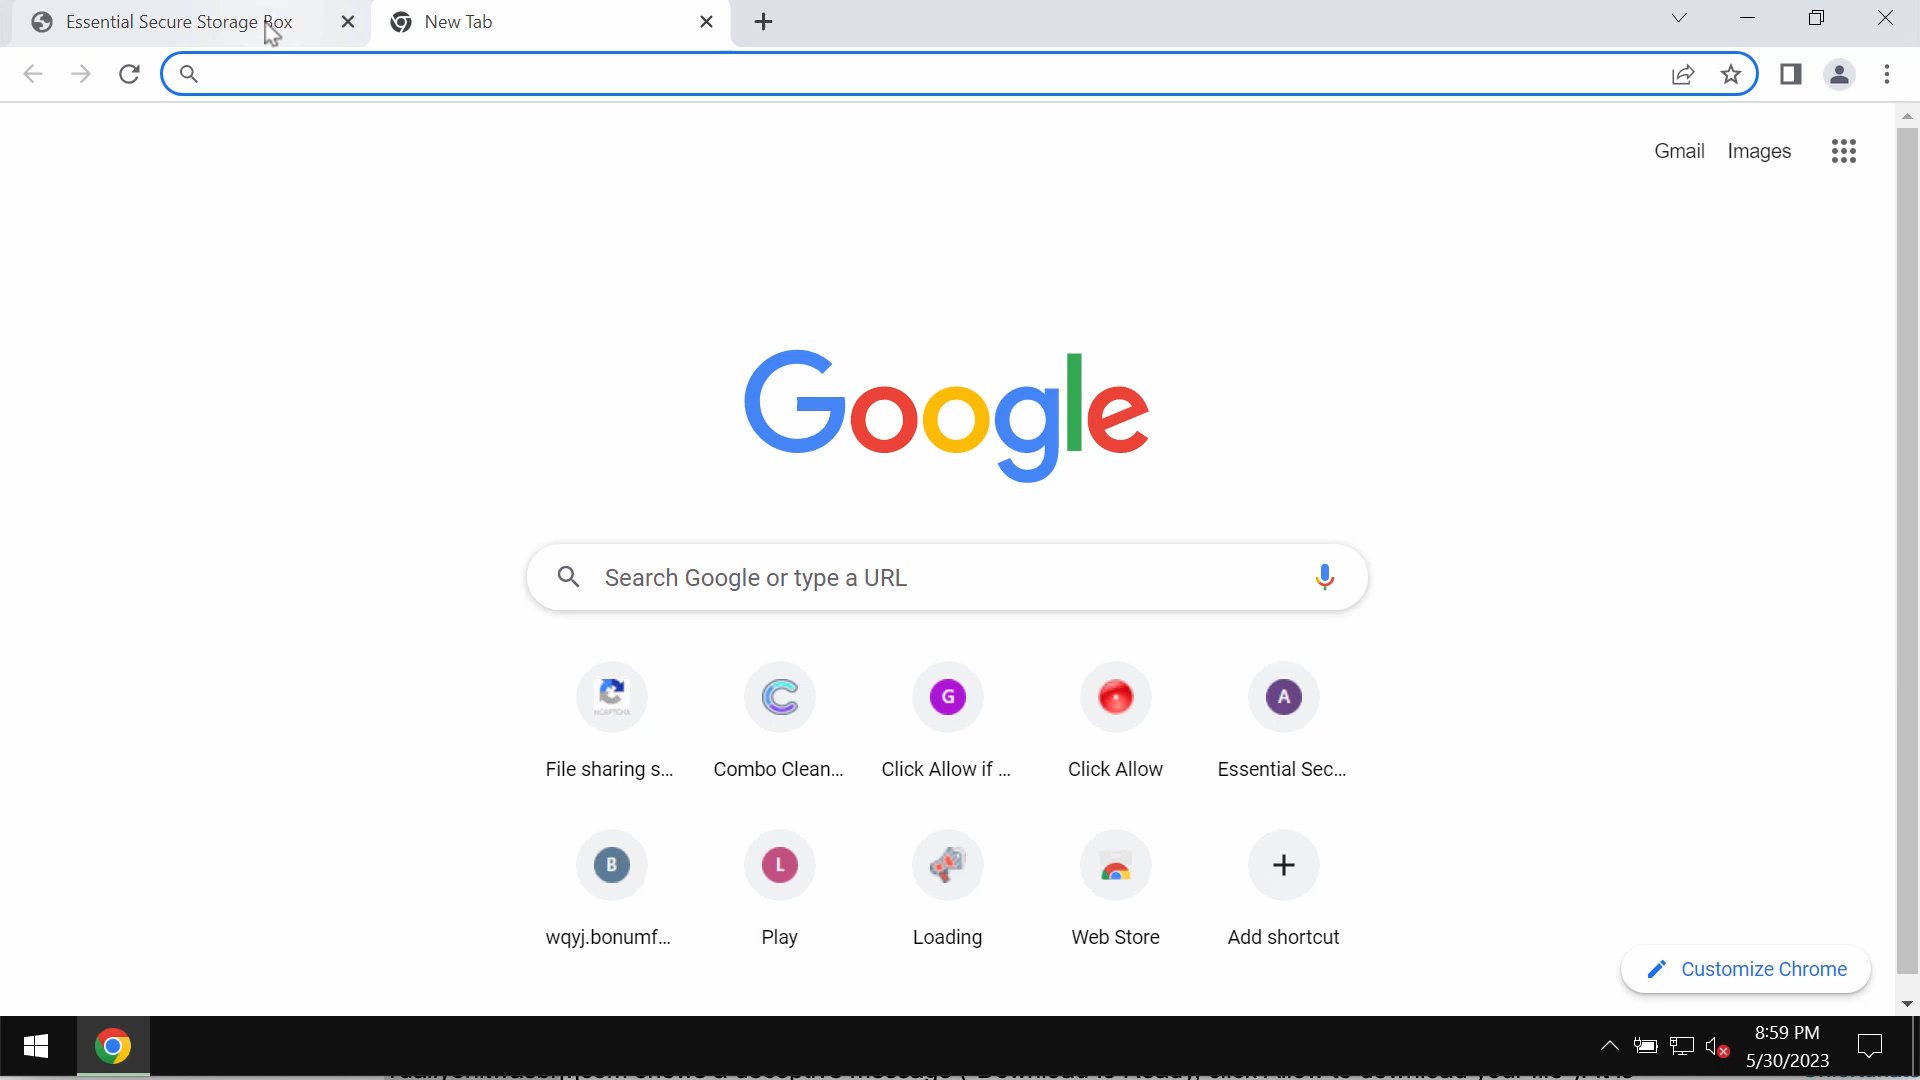 Essential Secure Storage Box
New Tab
Gmail Images
Google
Search Google or type a URL
reCAPTCHA
G
A
File sharing s...
Combo Clean...
Click Allow if ...
Click Allow
Essential Sec...
B
L
wqyj.bonumf...
Play
Loading
Web Store
Add shortcut
Customize Chrome
8:59 PM
5/30/2023